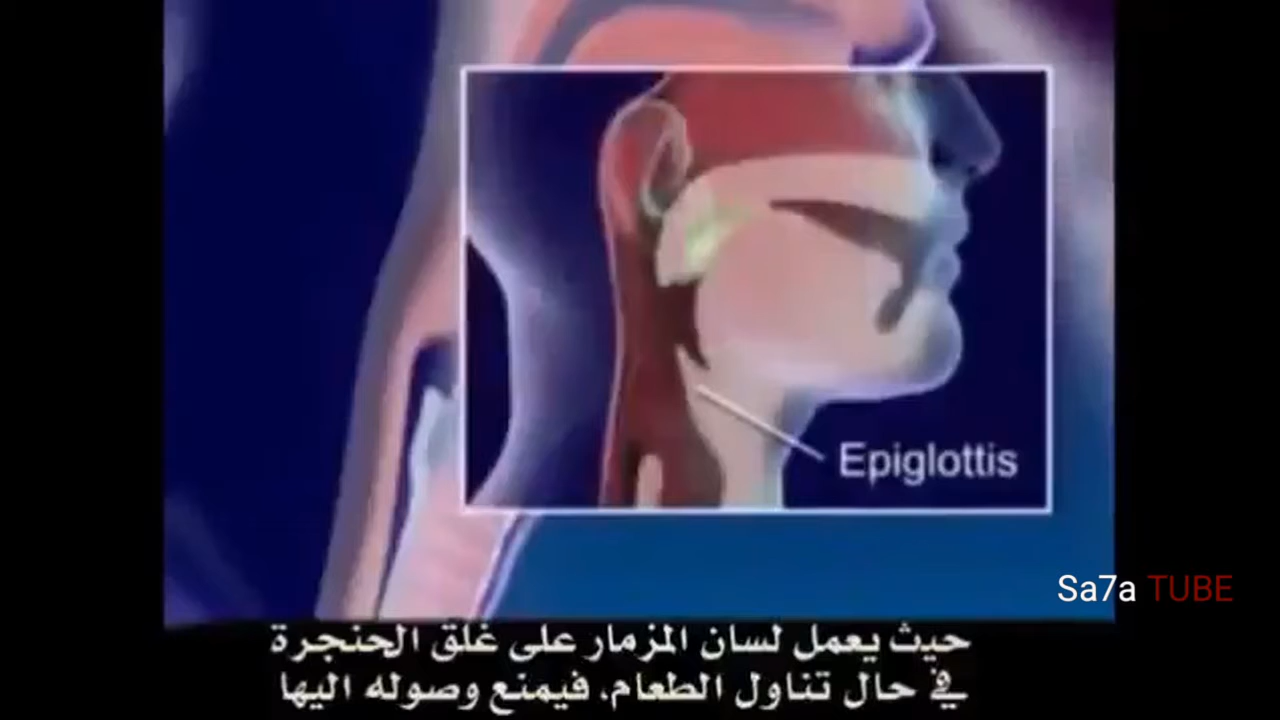 Epiglottis
Sa7a TUBE
حيث يعمل لسان المزمار على غلق الحنجرة
في حال تناول الطعام، فيمنع وصوله اليها